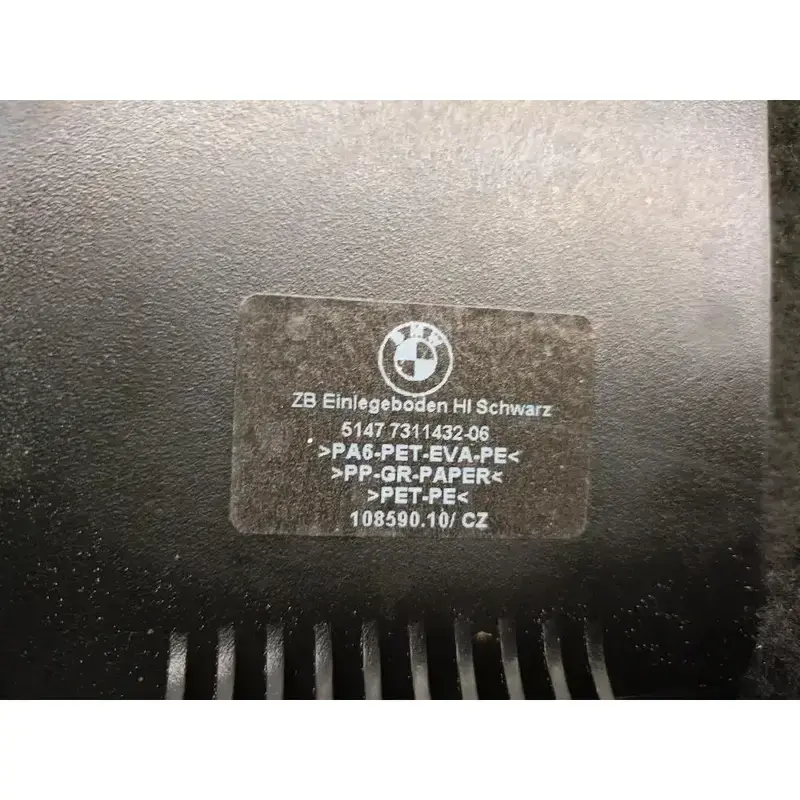 BMW
ZB Einlegeboden HI Schwarz
5147 7311432-06
>PA6-PET-EVA-PE<
>PP-GR-PAPER<
>PET-PE<
108590.10/ CZ